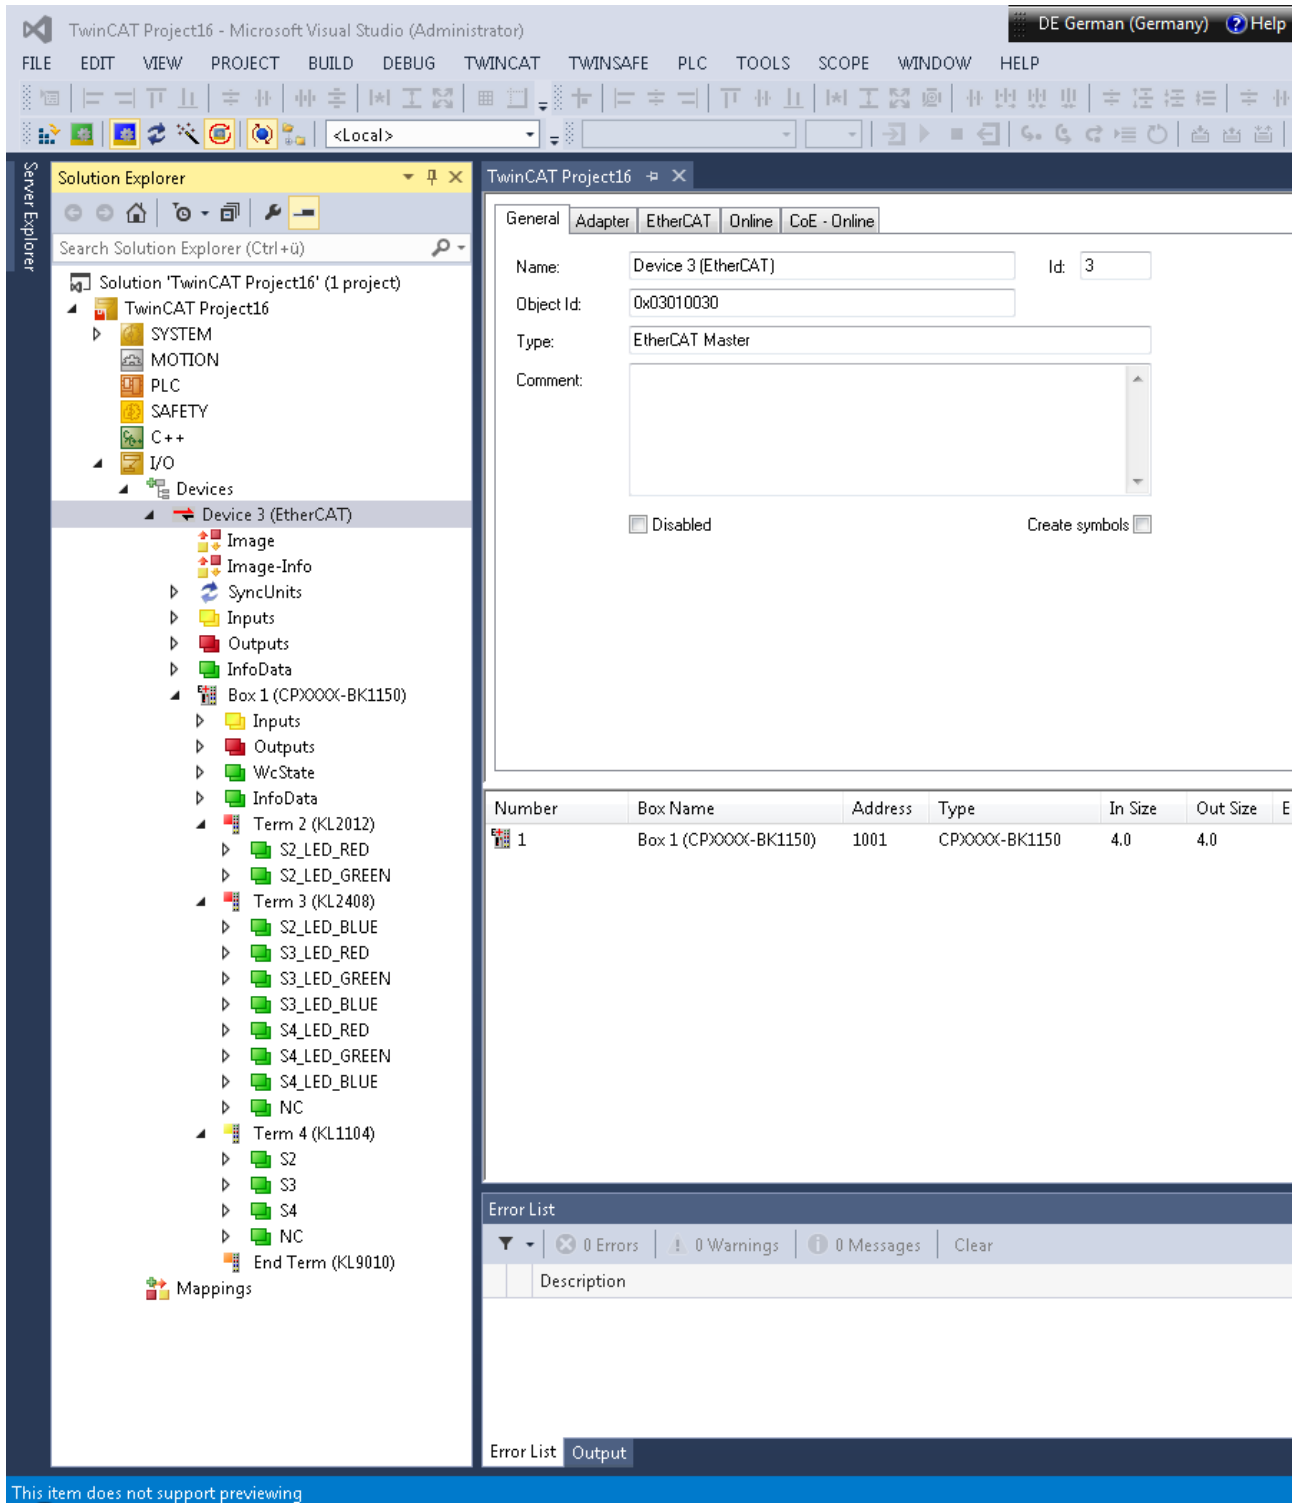 TwinCAT Project16 - Microsoft Visual Studio (Administrator)
DE German (Germany) Help
FILE EDIT VIEW PROJECT BUILD DEBUG TWINCAT TWINSAFE PLC TOOLS SCOPE WINDOW HELP
<Local>
Server Explorer
Solution Explorer
Search Solution Explorer (Ctrl+ü)
Solution 'TwinCAT Project16' (1 project)
TwinCAT Project16
SYSTEM
MOTION
PLC
SAFETY
C++
I/O
Devices
Device 3 (EtherCAT)
Image
Image-Info
SyncUnits
Inputs
Outputs
InfoData
Box 1 (CPXXXX-BK1150)
Inputs
Outputs
WcState
InfoData
Term 2 (KL2012)
S2_LED_RED
S2_LED_GREEN
Term 3 (KL2408)
S2_LED_BLUE
S3_LED_RED
S3_LED_GREEN
S3_LED_BLUE
S4_LED_RED
S4_LED_GREEN
S4_LED_BLUE
NC
Term 4 (KL1104)
S2
S3
S4
NC
End Term (KL9010)
Mappings
TwinCAT Project16
General Adapter EtherCAT Online CoE - Online
Name: Device 3 (EtherCAT) Id: 3
Object Id: 0x03010030
Type: EtherCAT Master
Comment:
Disabled Create symbols
Number Box Name Address Type In Size Out Size E
1 Box 1 (CPXXXX-BK1150) 1001 CPXXXX-BK1150 4.0 4.0
Error List
0 Errors 0 Warnings 0 Messages Clear
Description
Error List Output
This item does not support previewing